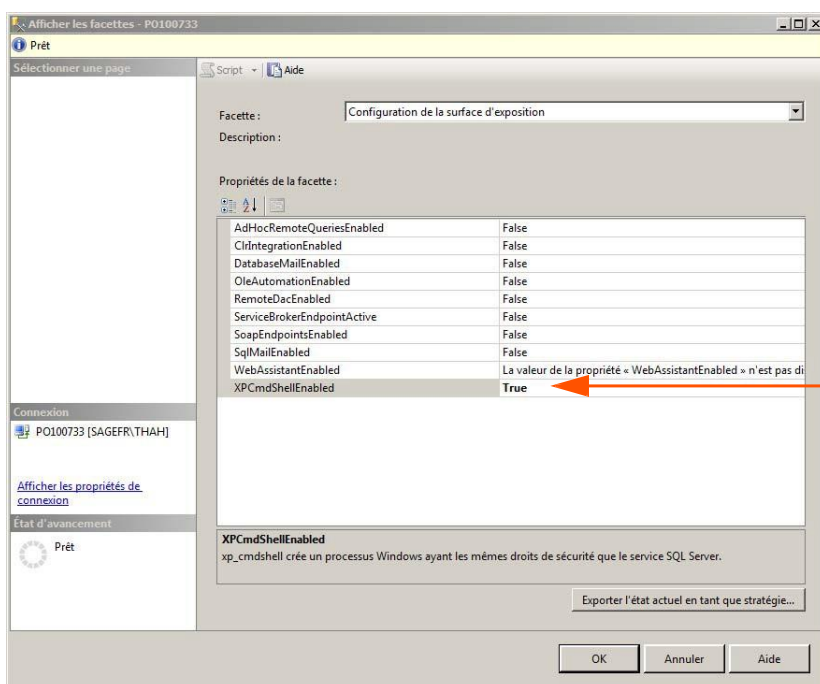 Afficher les facettes - PO100733
Prêt
Sélectionner une page
Script
Aide
Facette :
Configuration de la surface d'exposition
Description :
Propriétés de la facette :
AdHocRemoteQueriesEnabled False
ClrIntegrationEnabled False
DatabaseMailEnabled False
OleAutomationEnabled False
RemoteDacEnabled False
ServiceBrokerEndpointActive False
SoapEndpointsEnabled False
SqlMailEnabled False
WebAssistantEnabled La valeur de la propriété « WebAssistantEnabled » n'est pas di
XPCmdShellEnabled True
Connexion
PO100733 [SAGEFR\THAH]
Afficher les propriétés de
connexion
État d'avancement
Prêt
XPCmdShellEnabled
xp_cmdshell crée un processus Windows ayant les mêmes droits de sécurité que le service SQL Server.
Exporter l'état actuel en tant que stratégie...
OK
Annuler
Aide